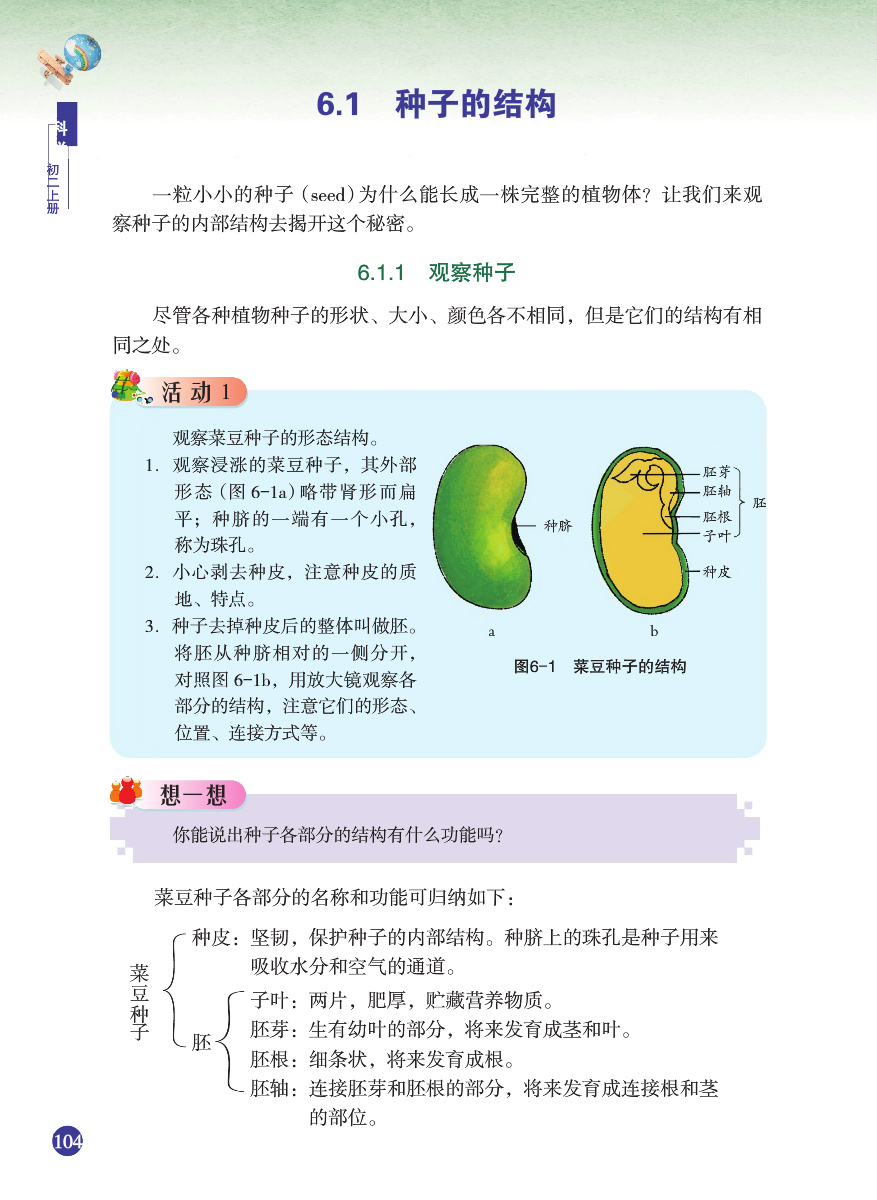 科
初二上册
6.1 种子的结构
一粒小小的种子（seed）为什么能长成一株完整的植物体？让我们来观
察种子的内部结构去揭开这个秘密。
6.1.1 观察种子
尽管各种植物种子的形状、大小、颜色各不相同，但是它们的结构有相
同之处。
活动 1
观察菜豆种子的形态结构。
1. 观察浸涨的菜豆种子，其外部
形态（图 6-1a）略带肾形而扁
平；种脐的一端有一个小孔，
称为珠孔。
2. 小心剥去种皮，注意种皮的质
地、特点。
3. 种子去掉种皮后的整体叫做胚。
将胚从种脐相对的一侧分开，
对照图 6-1b，用放大镜观察各
部分的结构，注意它们的形态、
位置、连接方式等。
种脐
胚芽
胚轴
胚根
子叶
胚
种皮
a
b
图6-1 菜豆种子的结构
想一想
你能说出种子各部分的结构有什么功能吗？
菜豆种子各部分的名称和功能可归纳如下：
菜豆种子
种皮：坚韧，保护种子的内部结构。种脐上的珠孔是种子用来
吸收水分和空气的通道。
胚
子叶：两片，肥厚，贮藏营养物质。
胚芽：生有幼叶的部分，将来发育成茎和叶。
胚根：细条状，将来发育成根。
胚轴：连接胚芽和胚根的部分，将来发育成连接根和茎
的部位。
104